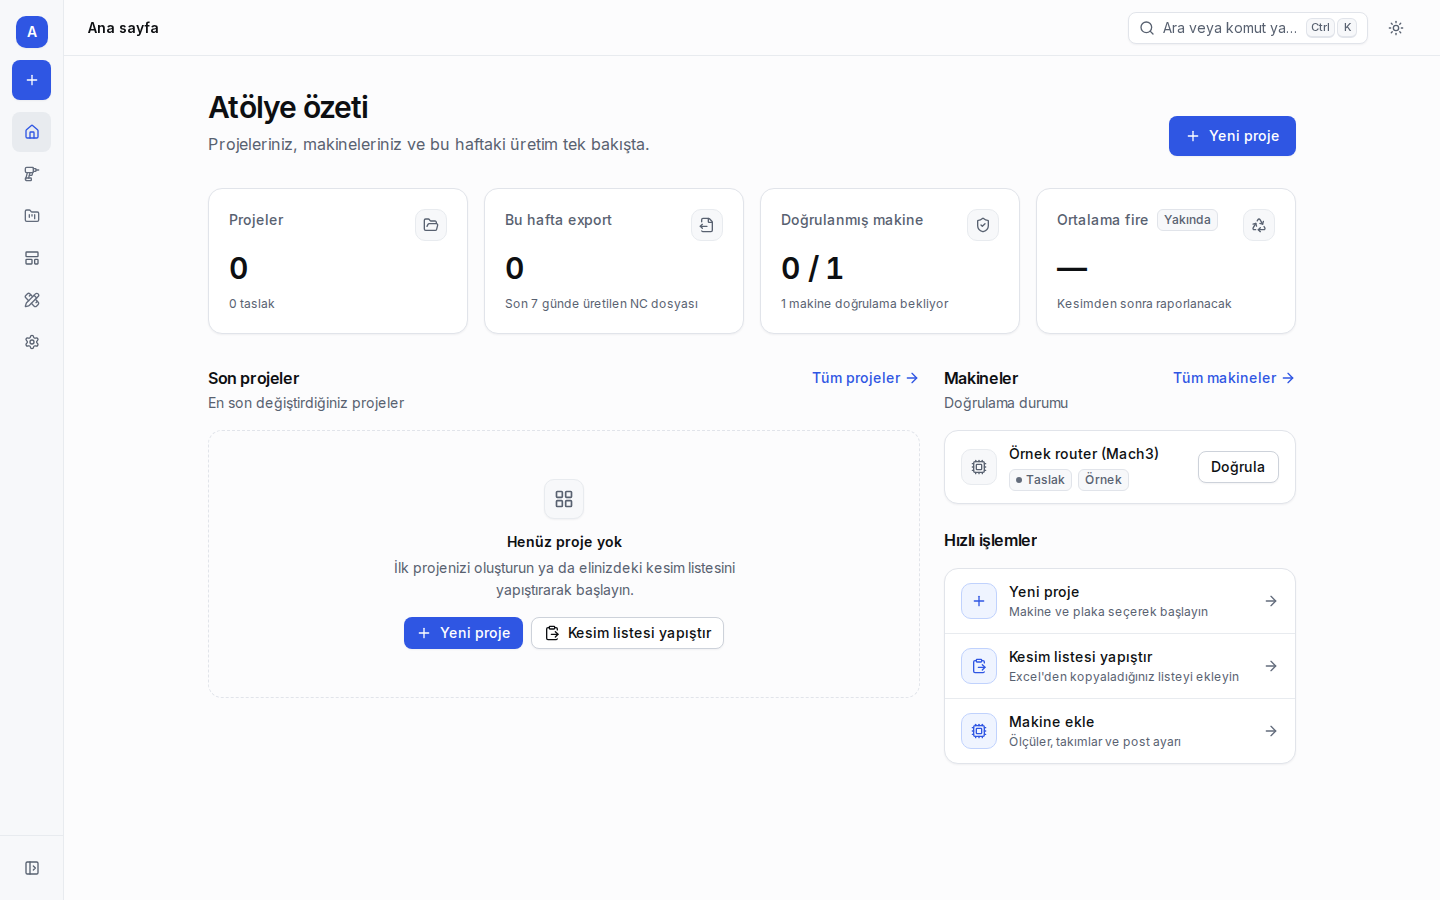 A
Ana sayfa
Ara veya komut ya...
Ctrl
K
Atölye özeti
Projeleriniz, makineleriniz ve bu haftaki üretim tek bakışta.
Yeni proje
Projeler
0
0 taslak
Bu hafta export
0
Son 7 günde üretilen NC dosyası
Doğrulanmış makine
0 / 1
1 makine doğrulama bekliyor
Ortalama fire
Yakında
—
Kesimden sonra raporlanacak
Son projeler
Tüm projeler
En son değiştirdiğiniz projeler
Henüz proje yok
İlk projenizi oluşturun ya da elinizdeki kesim listesini
yapıştırarak başlayın.
Yeni proje
Kesim listesi yapıştır
Makineler
Tüm makineler
Doğrulama durumu
Örnek router (Mach3)
Taslak
Örnek
Doğrula
Hızlı işlemler
Yeni proje
Makine ve plaka seçerek başlayın
Kesim listesi yapıştır
Excel'den kopyaladığınız listeyi ekleyin
Makine ekle
Ölçüler, takımlar ve post ayarı